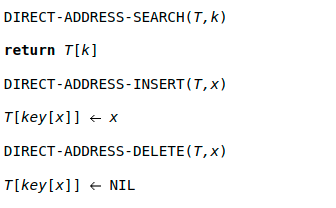 DIRECT-ADDRESS-SEARCH(T,k)
return T[k]
DIRECT-ADDRESS-INSERT(T,x)
T[key[x]] ← x
DIRECT-ADDRESS-DELETE(T,x)
T[key[x]] ← NIL